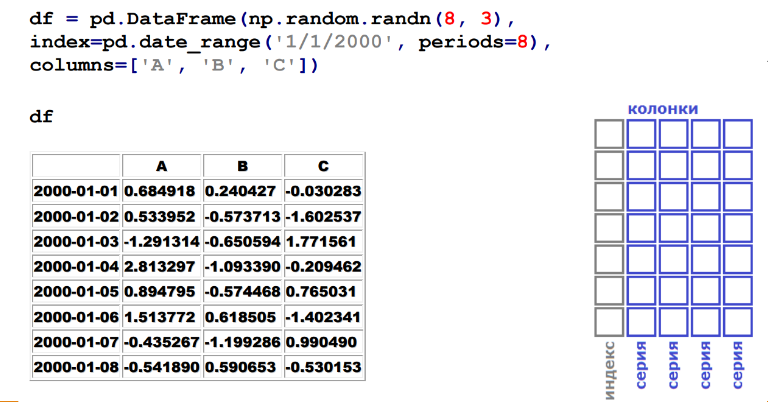 df = pd.DataFrame(np.random.randn(8, 3),
index=pd.date_range('1/1/2000', periods=8),
columns=['A', 'B', 'C'])
df
A B C
2000-01-01 0.684918 0.240427 -0.030283
2000-01-02 0.533952 -0.573713 -1.602537
2000-01-03 -1.291314 -0.650594 1.771561
2000-01-04 2.813297 -1.093390 -0.209462
2000-01-05 0.894795 -0.574468 0.765031
2000-01-06 1.513772 0.618505 -1.402341
2000-01-07 -0.435267 -1.199286 0.990490
2000-01-08 -0.541890 0.590653 -0.530153
колонки
индекс
серия
серия
серия
серия